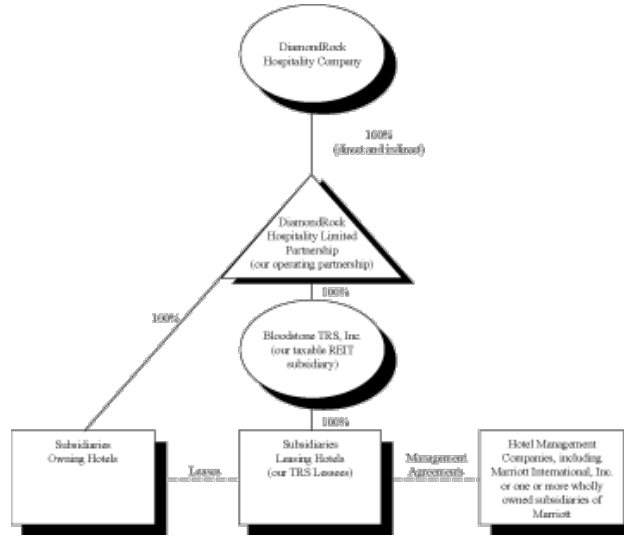 DiamondRock
Hospitality Company
100%
(direct and indirect)
DiamondRock
Hospitality Limited
Partnership
(our operating partnership)
100%
100%
Bloodstone TRS, Inc.
(our taxable REIT
subsidiary)
100%
Subsidiaries
Owning Hotels
Leases
Subsidiaries
Leasing Hotels
(our TRS Lessees)
Management
Agreements
Hotel Management
Companies, including
Marriott International, Inc.
or one or more wholly
owned subsidiaries of
Marriott